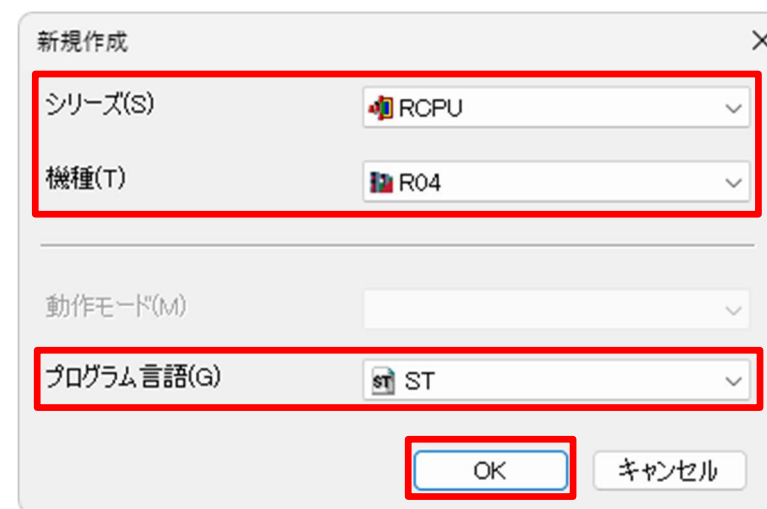 新規作成
シリーズ(S)
RCPU
機種(T)
R04
動作モード(M)
プログラム言語(G)
ST
OK
キャンセル